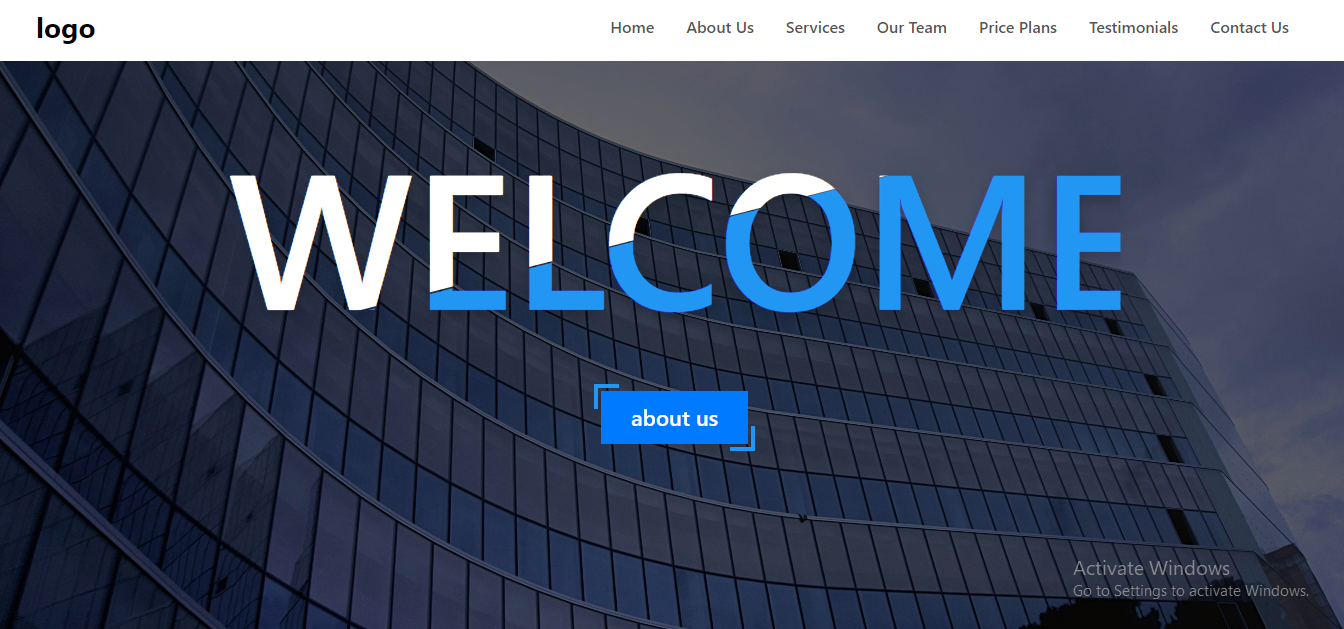 logo
Home About Us Services Our Team Price Plans Testimonials Contact Us
WELCOME
about us
Activate Windows
Go to Settings to activate Windows.